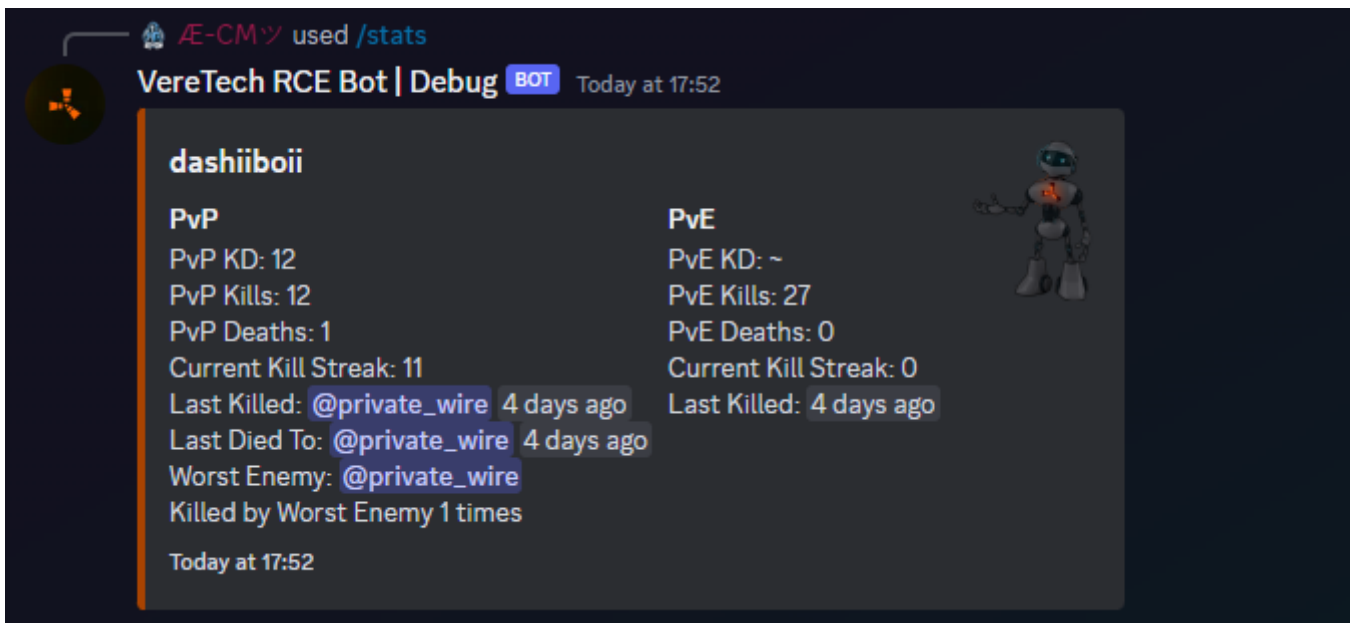 Æ-CMツ used /stats
VereTech RCE Bot | Debug BOT Today at 17:52
dashiiboii
PvP
PvP KD: 12
PvP Kills: 12
PvP Deaths: 1
Current Kill Streak: 11
Last Killed: @private_wire 4 days ago
Last Died To: @private_wire 4 days ago
Worst Enemy: @private_wire
Killed by Worst Enemy 1 times
PvE
PvE KD: ~
PvE Kills: 27
PvE Deaths: 0
Current Kill Streak: 0
Last Killed: 4 days ago
Today at 17:52